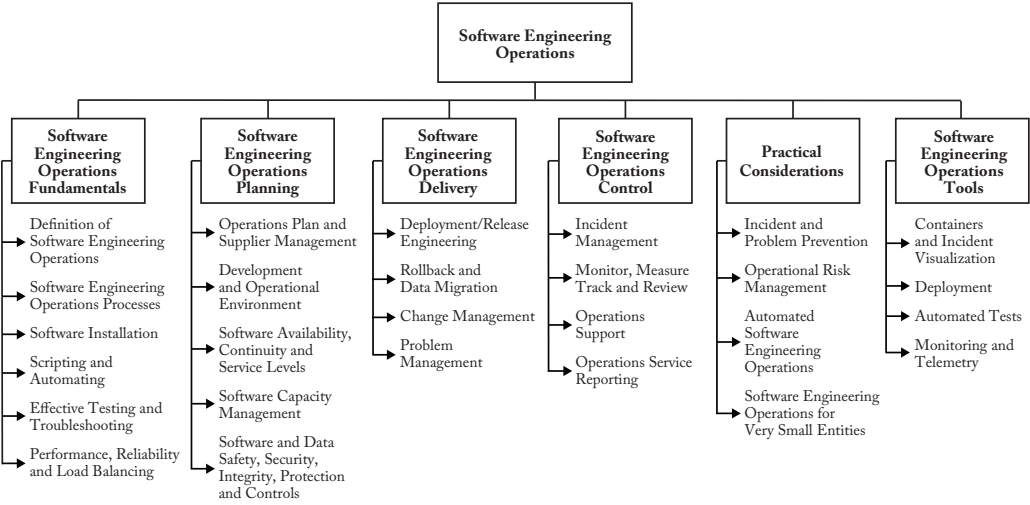 Software Engineering
Operations
Software
Engineering
Operations
Fundamentals
Definition of
Software Engineering
Operations
Software Engineering
Operations Processes
Software Installation
Scripting and
Automating
Effective Testing and
Troubleshooting
Performance, Reliability
and Load Balancing
Software
Engineering
Operations
Planning
Operations Plan and
Supplier Management
Development
and Operational
Environment
Software Availability,
Continuity and
Service Levels
Software Capacity
Management
Software and Data
Safety, Security,
Integrity, Protection
and Controls
Software
Engineering
Operations
Delivery
Deployment/Release
Engineering
Rollback and
Data Migration
Change Management
Problem
Management
Software
Engineering
Operations
Control
Incident
Management
Monitor, Measure
Track and Review
Operations
Support
Operations Service
Reporting
Practical
Considerations
Incident and
Problem Prevention
Operational Risk
Management
Automated
Software
Engineering
Operations
Software Engineering
Operations for
Very Small Entities
Software
Engineering
Operations
Tools
Containers
and Incident
Visualization
Deployment
Automated Tests
Monitoring and
Telemetry